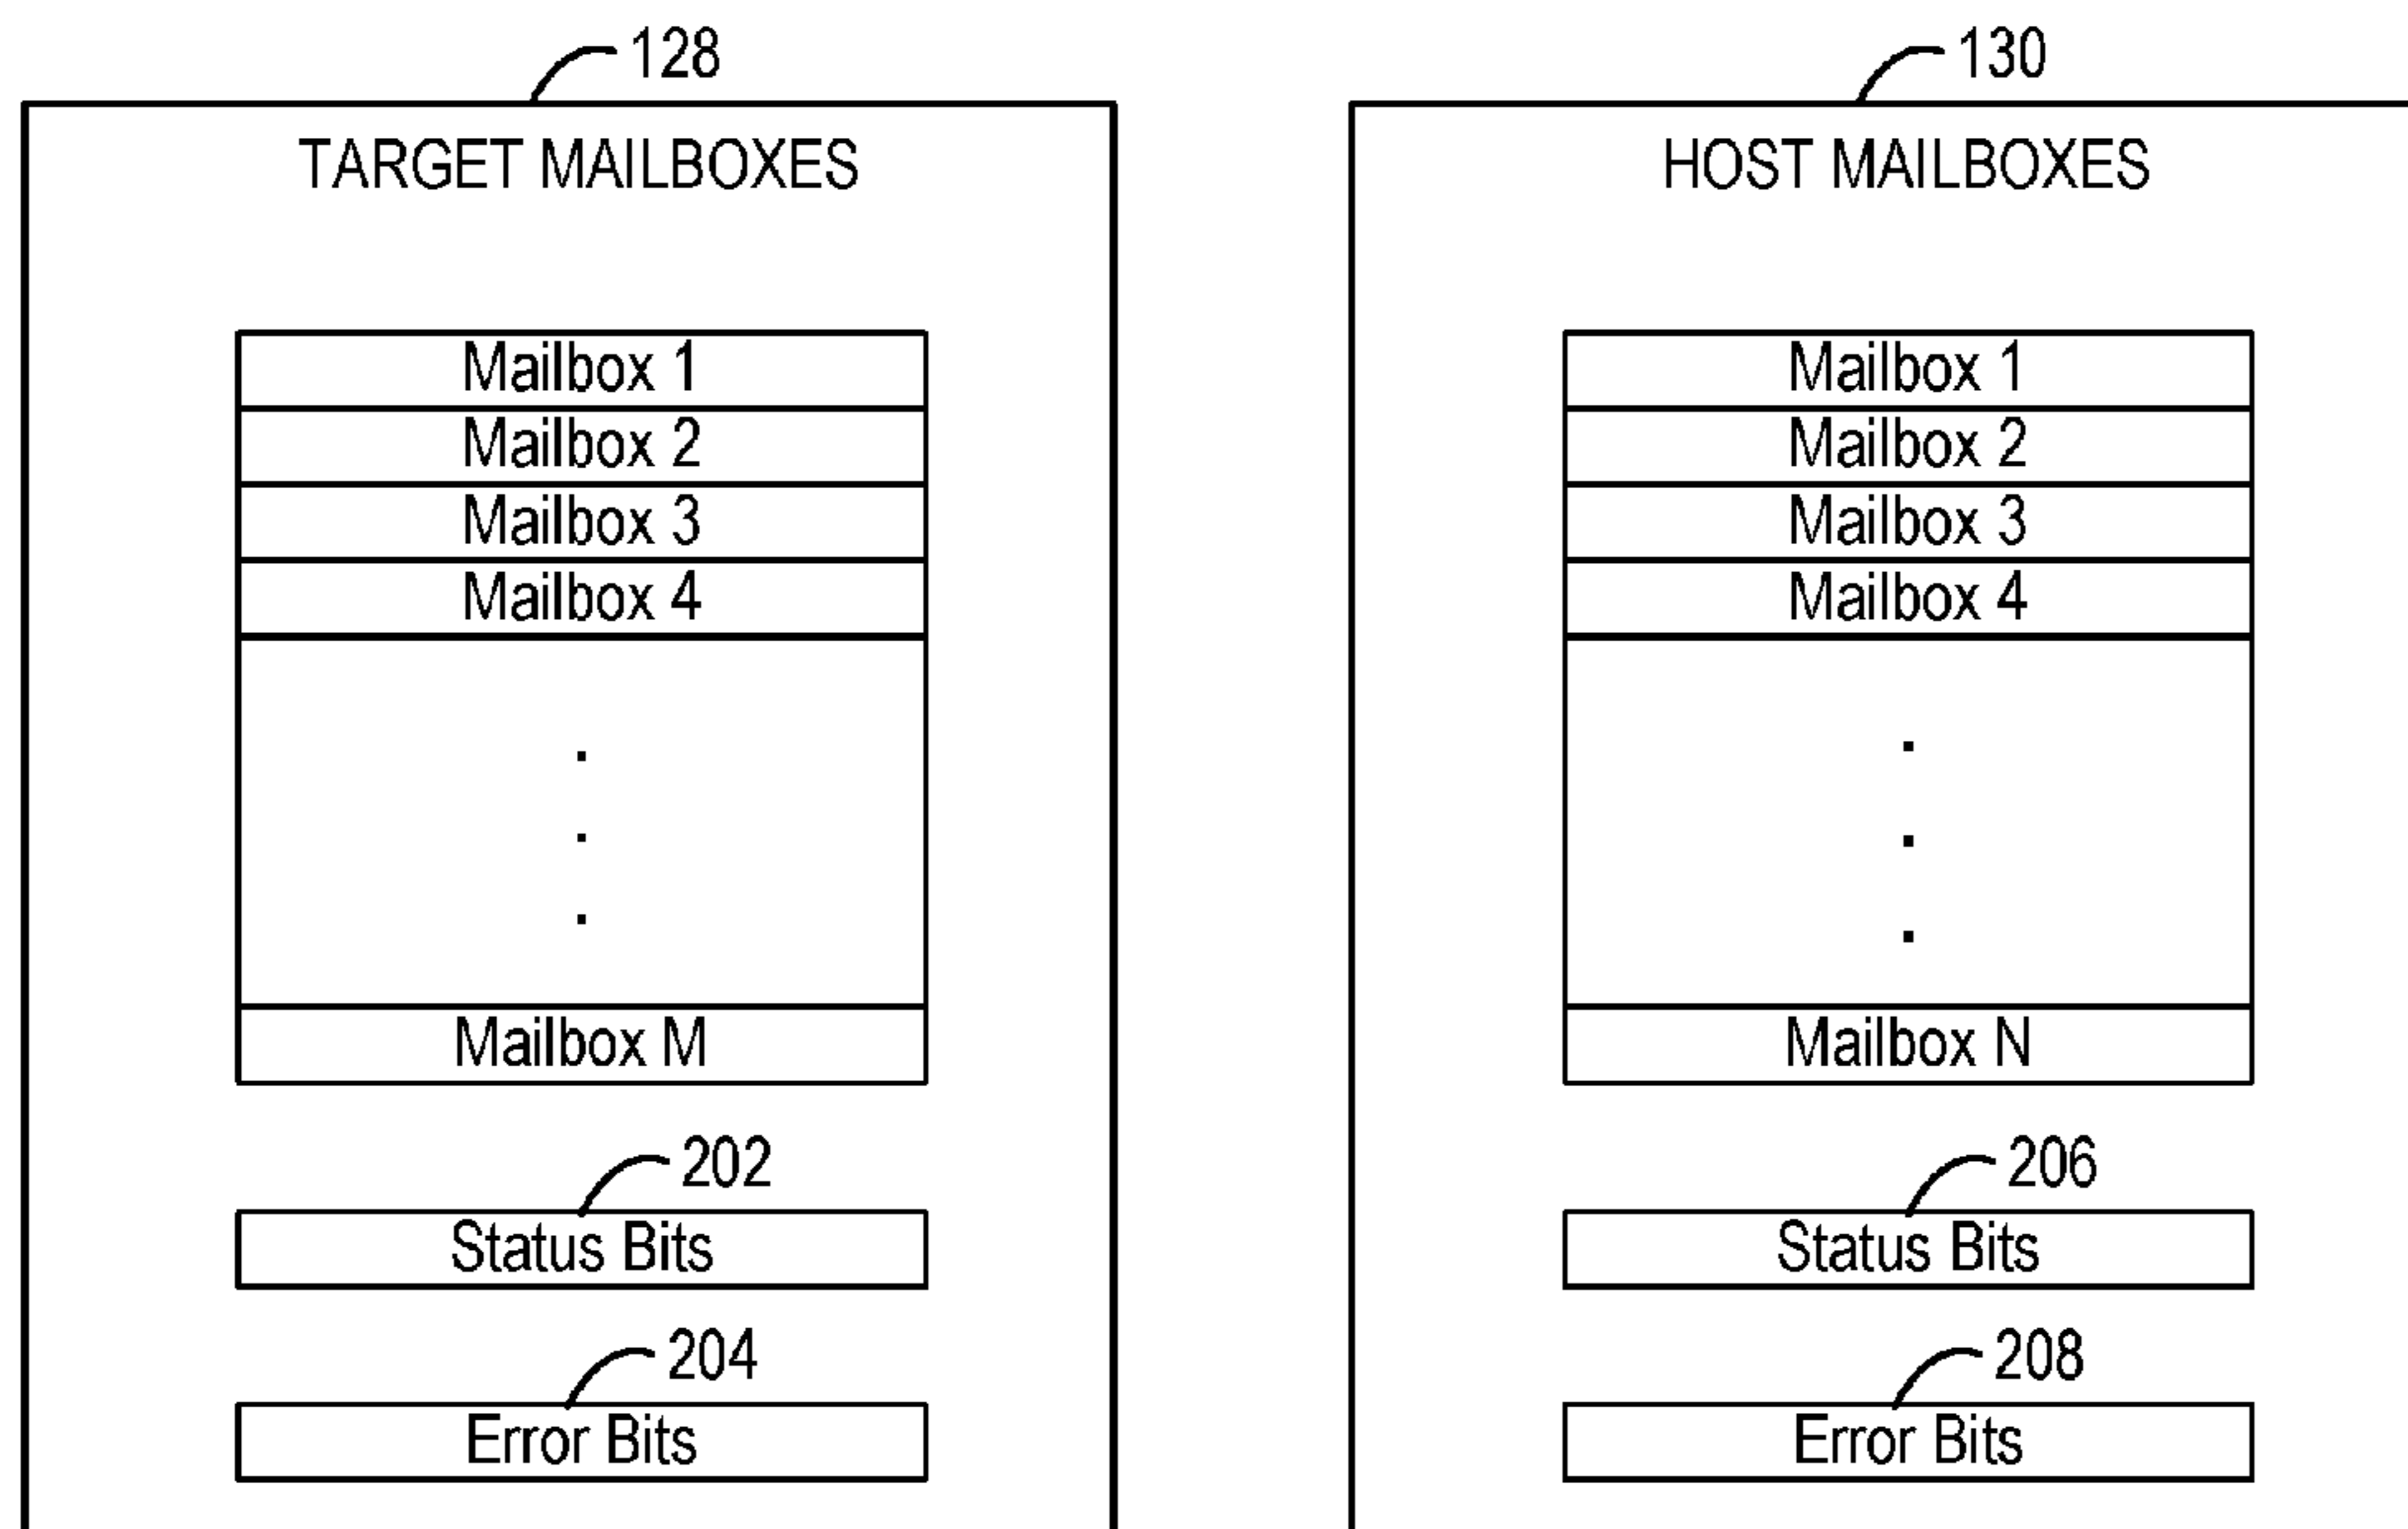 128
TARGET MAILBOXES
Mailbox 1
Mailbox 2
Mailbox 3
Mailbox 4
.
.
.
Mailbox M
202
Status Bits
204
Error Bits
130
HOST MAILBOXES
Mailbox 1
Mailbox 2
Mailbox 3
Mailbox 4
.
.
.
Mailbox N
206
Status Bits
208
Error Bits